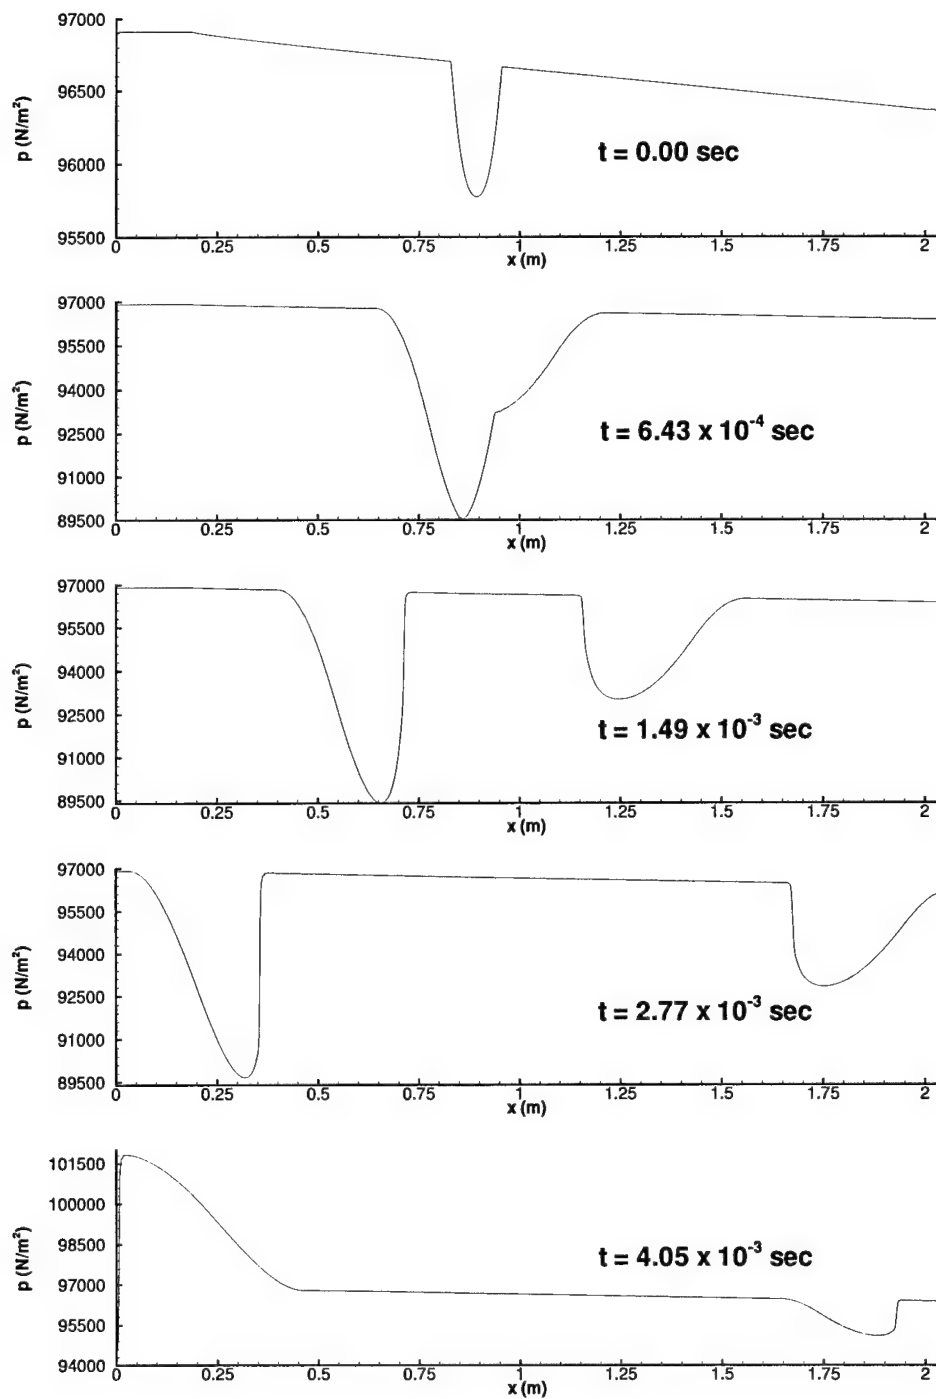 97000
96500
96000
95500
p (N/m²)
t = 0.00 sec
0 0.25 0.5 0.75 1 1.25 1.5 1.75 2
x (m)
97000
95500
94000
92500
91000
89500
p (N/m²)
t = 6.43 x 10⁻⁴ sec
0 0.25 0.5 0.75 1 1.25 1.5 1.75 2
x (m)
97000
95500
94000
92500
91000
89500
p (N/m²)
t = 1.49 x 10⁻³ sec
0 0.25 0.5 0.75 1 1.25 1.5 1.75 2
x (m)
97000
95500
94000
92500
91000
89500
p (N/m²)
t = 2.77 x 10⁻³ sec
0 0.25 0.5 0.75 1 1.25 1.5 1.75 2
x (m)
101500
100000
98500
97000
95500
94000
p (N/m²)
t = 4.05 x 10⁻³ sec
0 0.25 0.5 0.75 1 1.25 1.5 1.75 2
x (m)